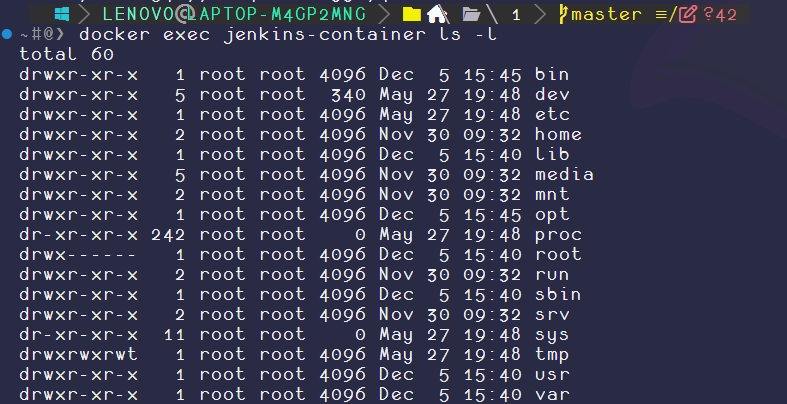 LENOVO@LAPTOP-M4GP2MNG \ 1 master ≡/ ?42
~#@❯ docker exec jenkins-container ls -l
total 60
drwxr-xr-x 1 root root 4096 Dec 5 15:45 bin
drwxr-xr-x 5 root root 340 May 27 19:48 dev
drwxr-xr-x 1 root root 4096 May 27 19:48 etc
drwxr-xr-x 2 root root 4096 Nov 30 09:32 home
drwxr-xr-x 1 root root 4096 Dec 5 15:40 lib
drwxr-xr-x 5 root root 4096 Nov 30 09:32 media
drwxr-xr-x 2 root root 4096 Nov 30 09:32 mnt
drwxr-xr-x 1 root root 4096 Dec 5 15:45 opt
dr-xr-xr-x 242 root root 0 May 27 19:48 proc
drwx------ 1 root root 4096 Dec 5 15:40 root
drwxr-xr-x 2 root root 4096 Nov 30 09:32 run
drwxr-xr-x 1 root root 4096 Dec 5 15:40 sbin
drwxr-xr-x 2 root root 4096 Nov 30 09:32 srv
dr-xr-xr-x 11 root root 0 May 27 19:48 sys
drwxrwxrwt 1 root root 4096 May 27 19:48 tmp
drwxr-xr-x 1 root root 4096 Dec 5 15:40 usr
drwxr-xr-x 1 root root 4096 Dec 5 15:40 var